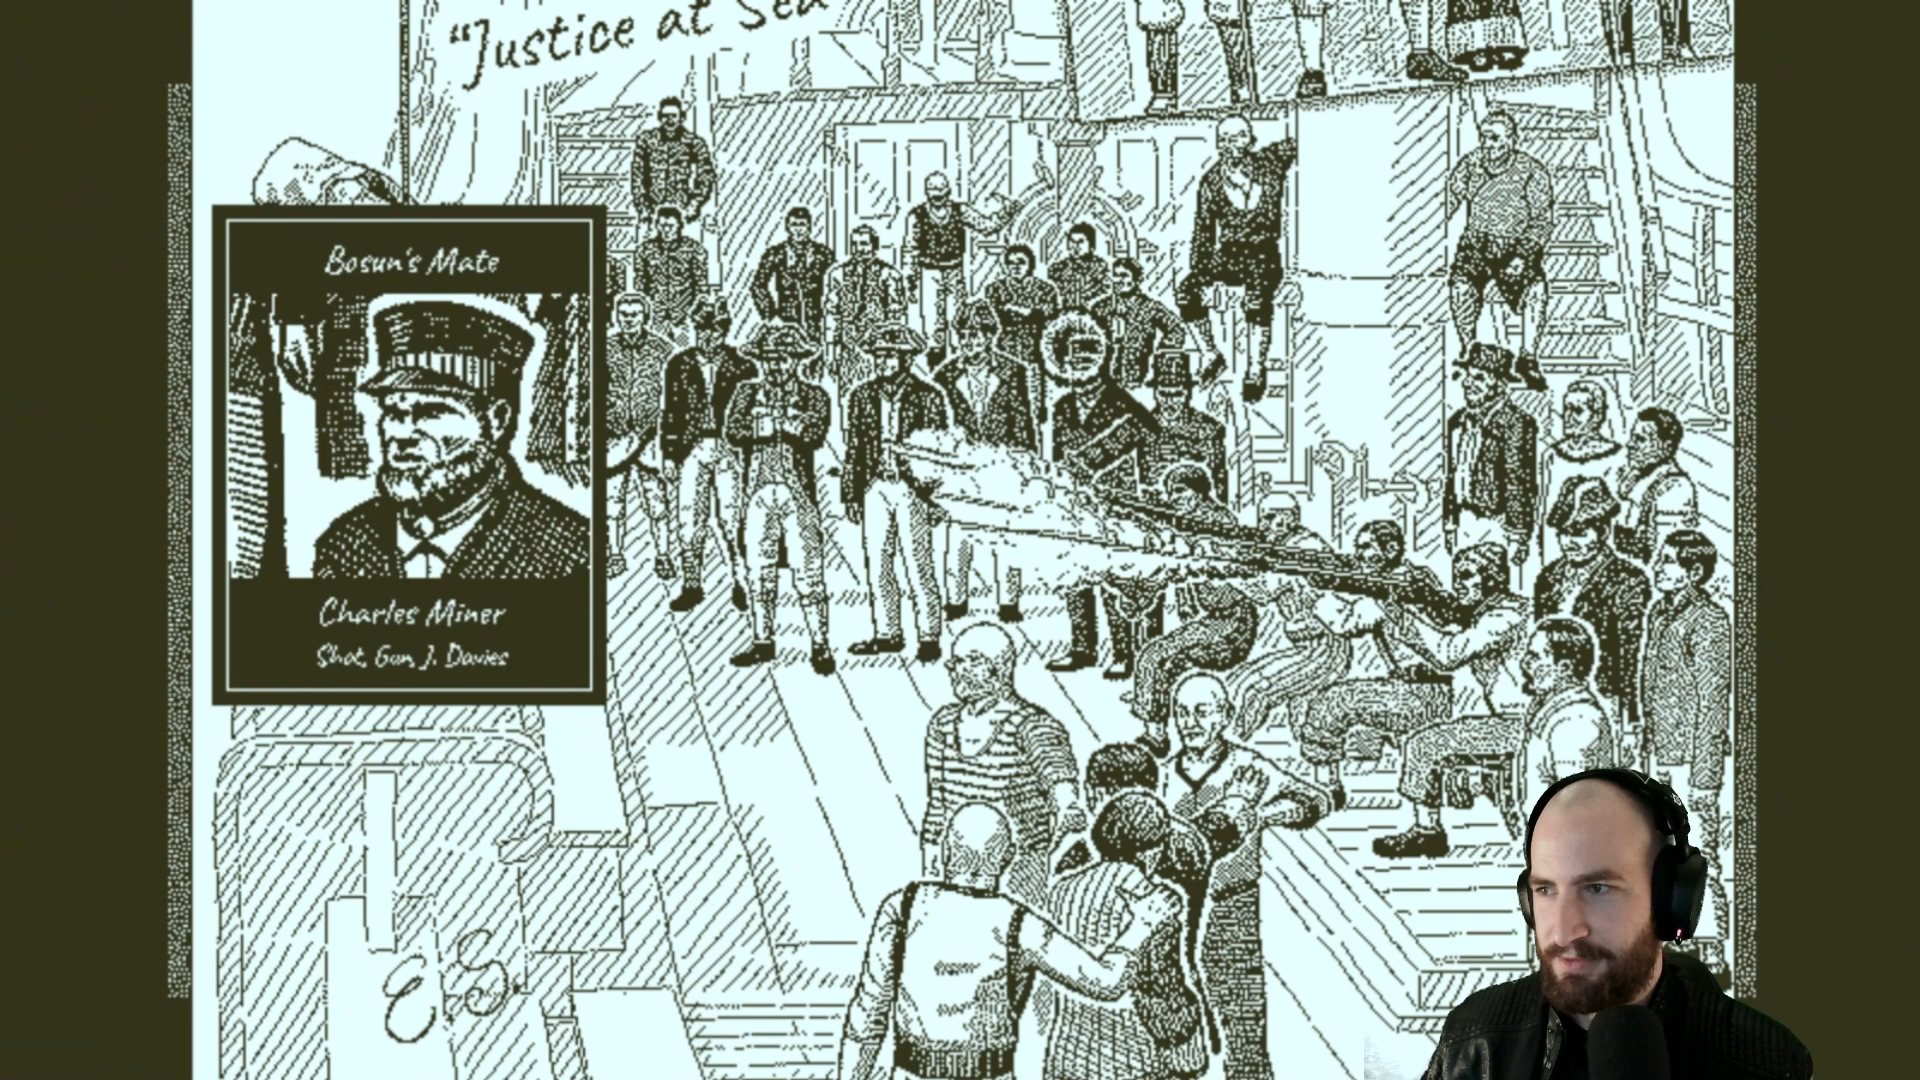 "Justice at Sea
Bosun's Mate
Charles Miner
Shot, Gun, J. Davies
E.S.